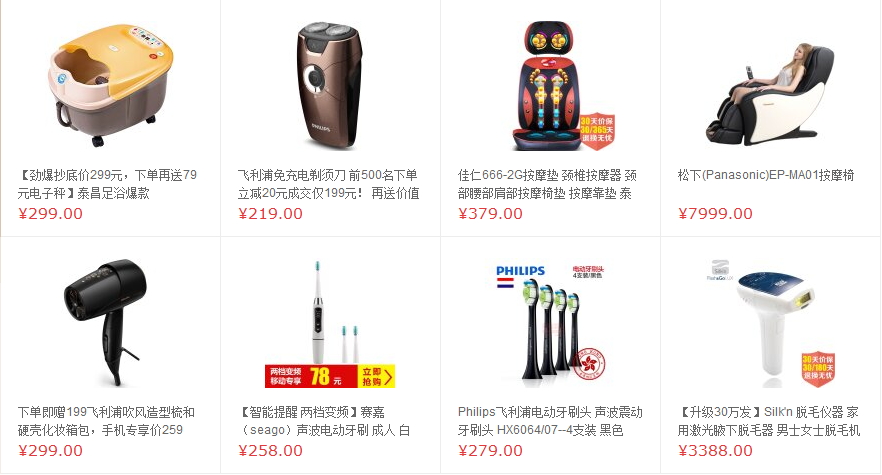 PHILIPS
30天价保
30/365天
退换无忧
【劲爆抄底价299元，下单再送79
元电子秤】泰昌足浴爆款
¥299.00
飞利浦免充电剃须刀 前500名下单
立减20元成交仅199元！ 再送价值
¥219.00
佳仁666-2G按摩垫 颈椎按摩器 颈
部腰部肩部按摩椅垫 按摩靠垫 泰
¥379.00
松下(Panasonic)EP-MA01按摩椅
¥7999.00
两档变频
移动专享 78元
立即
抢购
PHILIPS
电动牙刷头
4支装/黑色
Silk'n
30天价保
30/180天
退换无忧
下单即赠199飞利浦吹风造型梳和
硬壳化妆箱包，手机专享价259
¥299.00
【智能提醒 两档变频】赛嘉
（seago）声波电动牙刷 成人 白
¥258.00
Philips飞利浦电动牙刷头 声波震动
牙刷头 HX6064/07--4支装 黑色
¥279.00
【升级30万发】Silk'n 脱毛仪器 家
用激光腋下脱毛器 男士女士脱毛机
¥3388.00